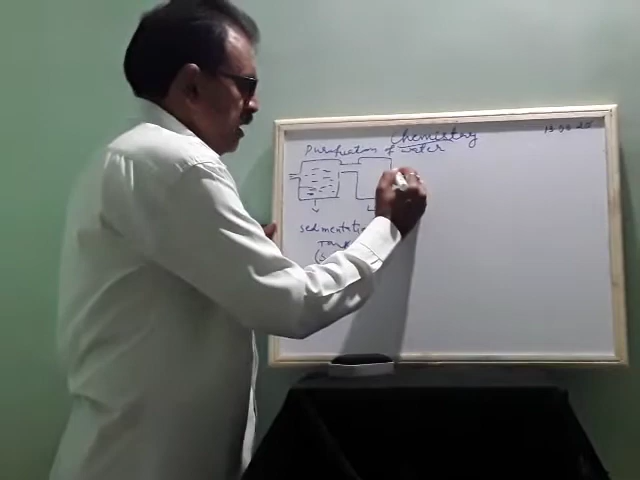 Chemistry
Purification of water
sedimentation
Tank